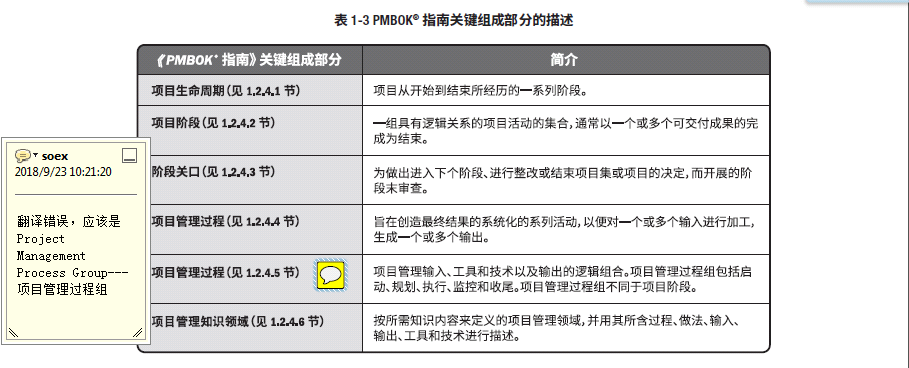 表 1-3 PMBOK® 指南关键组成部分的描述
《PMBOK® 指南》关键组成部分
简介
项目生命周期(见 1.2.4.1 节)
项目从开始到结束所经历的一系列阶段。
项目阶段(见 1.2.4.2 节)
一组具有逻辑关系的项目活动的集合,通常以一个或多个可交付成果的完
成为结束。
阶段关口(见 1.2.4.3 节)
为做出进入下个阶段、进行整改或结束项目集或项目的决定,而开展的阶
段末审查。
项目管理过程(见 1.2.4.4 节)
旨在创造最终结果的系统化的系列活动,以便对一个或多个输入进行加工,
生成一个或多个输出。
项目管理过程(见 1.2.4.5 节)
项目管理输入、工具和技术以及输出的逻辑组合。项目管理过程组包括启
动、规划、执行、监控和收尾。项目管理过程组不同于项目阶段。
项目管理知识领域(见 1.2.4.6 节)
按所需知识内容来定义的项目管理领域,并用其所含过程、做法、输入、
输出、工具和技术进行描述。
soex
2018/9/23 10:21:20
翻译错误,应该是
Project
Management
Process Group---
项目管理过程组